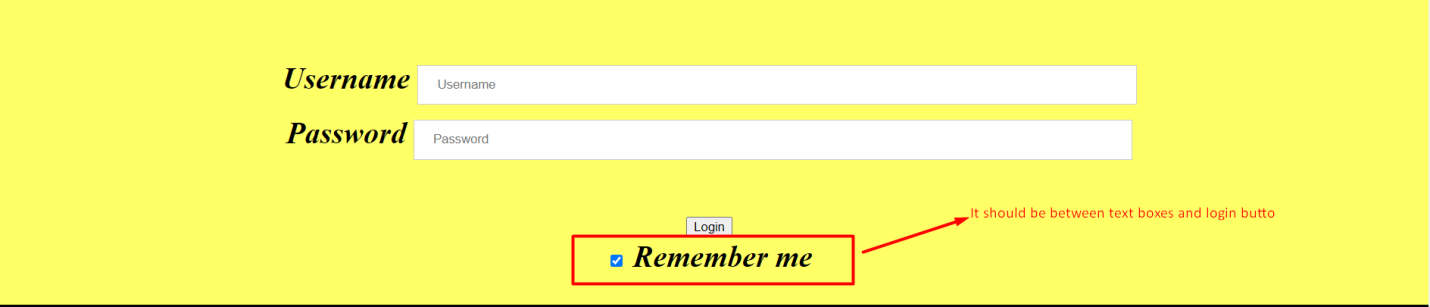 Username Username
Password Password
It should be between text boxes and login butto
Login
Remember me